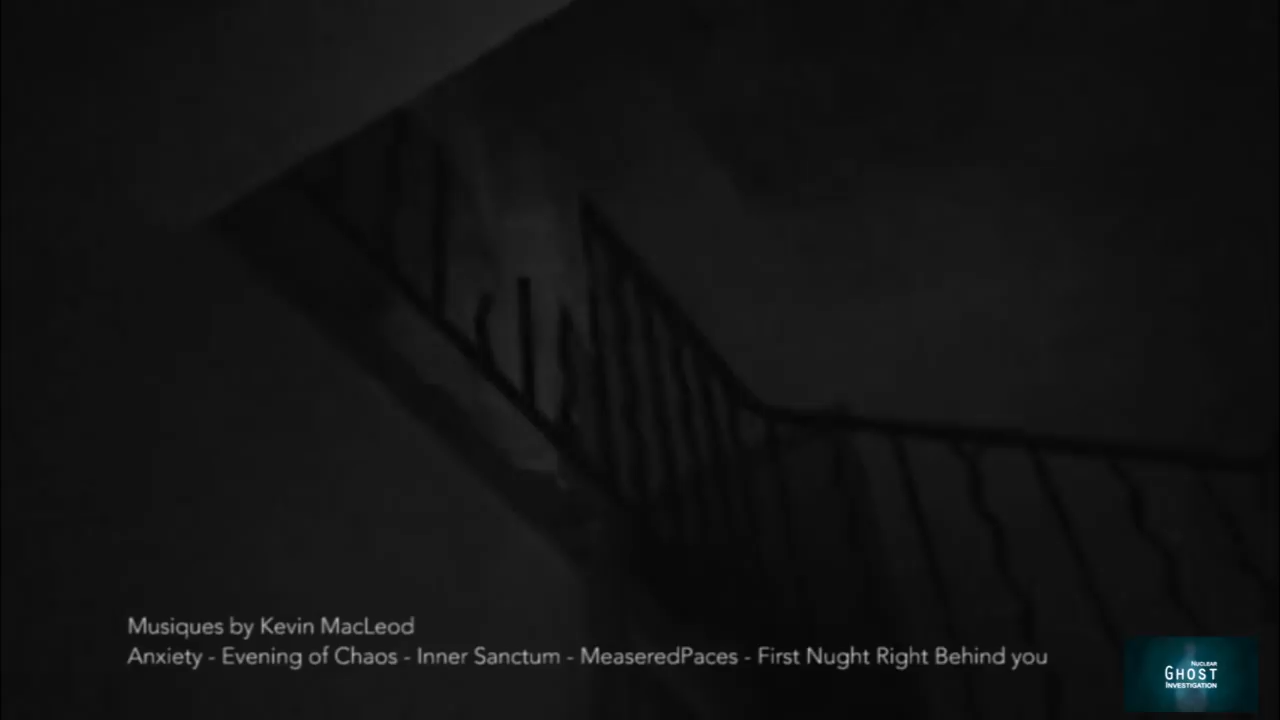 Musiques by Kevin MacLeod
Anxiety - Evening of Chaos - Inner Sanctum - MeaseredPaces - First Nught Right Behind you
NUCLEAR
GHOST
INVESTIGATION